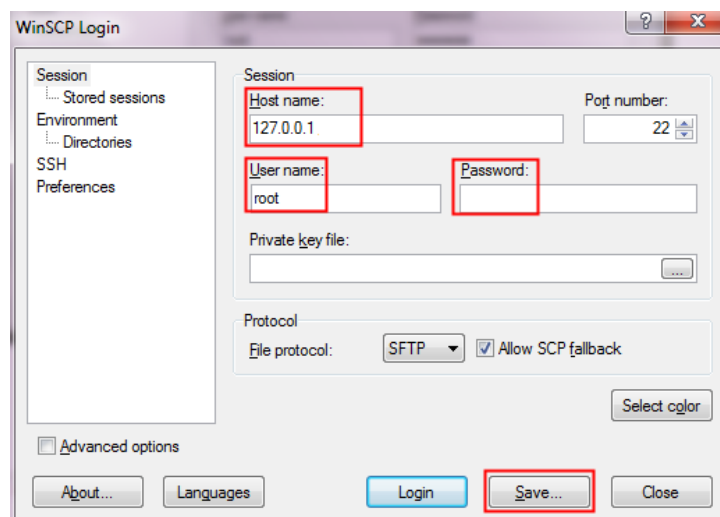 WinSCP Login
?
X
Session
Stored sessions
Environment
Directories
SSH
Preferences
Session
Host name:
Port number:
127.0.0.1
22
User name:
Password:
root
Private key file:
...
Protocol
File protocol:
SFTP
Allow SCP fallback
Select color
Advanced options
About...
Languages
Login
Save...
Close